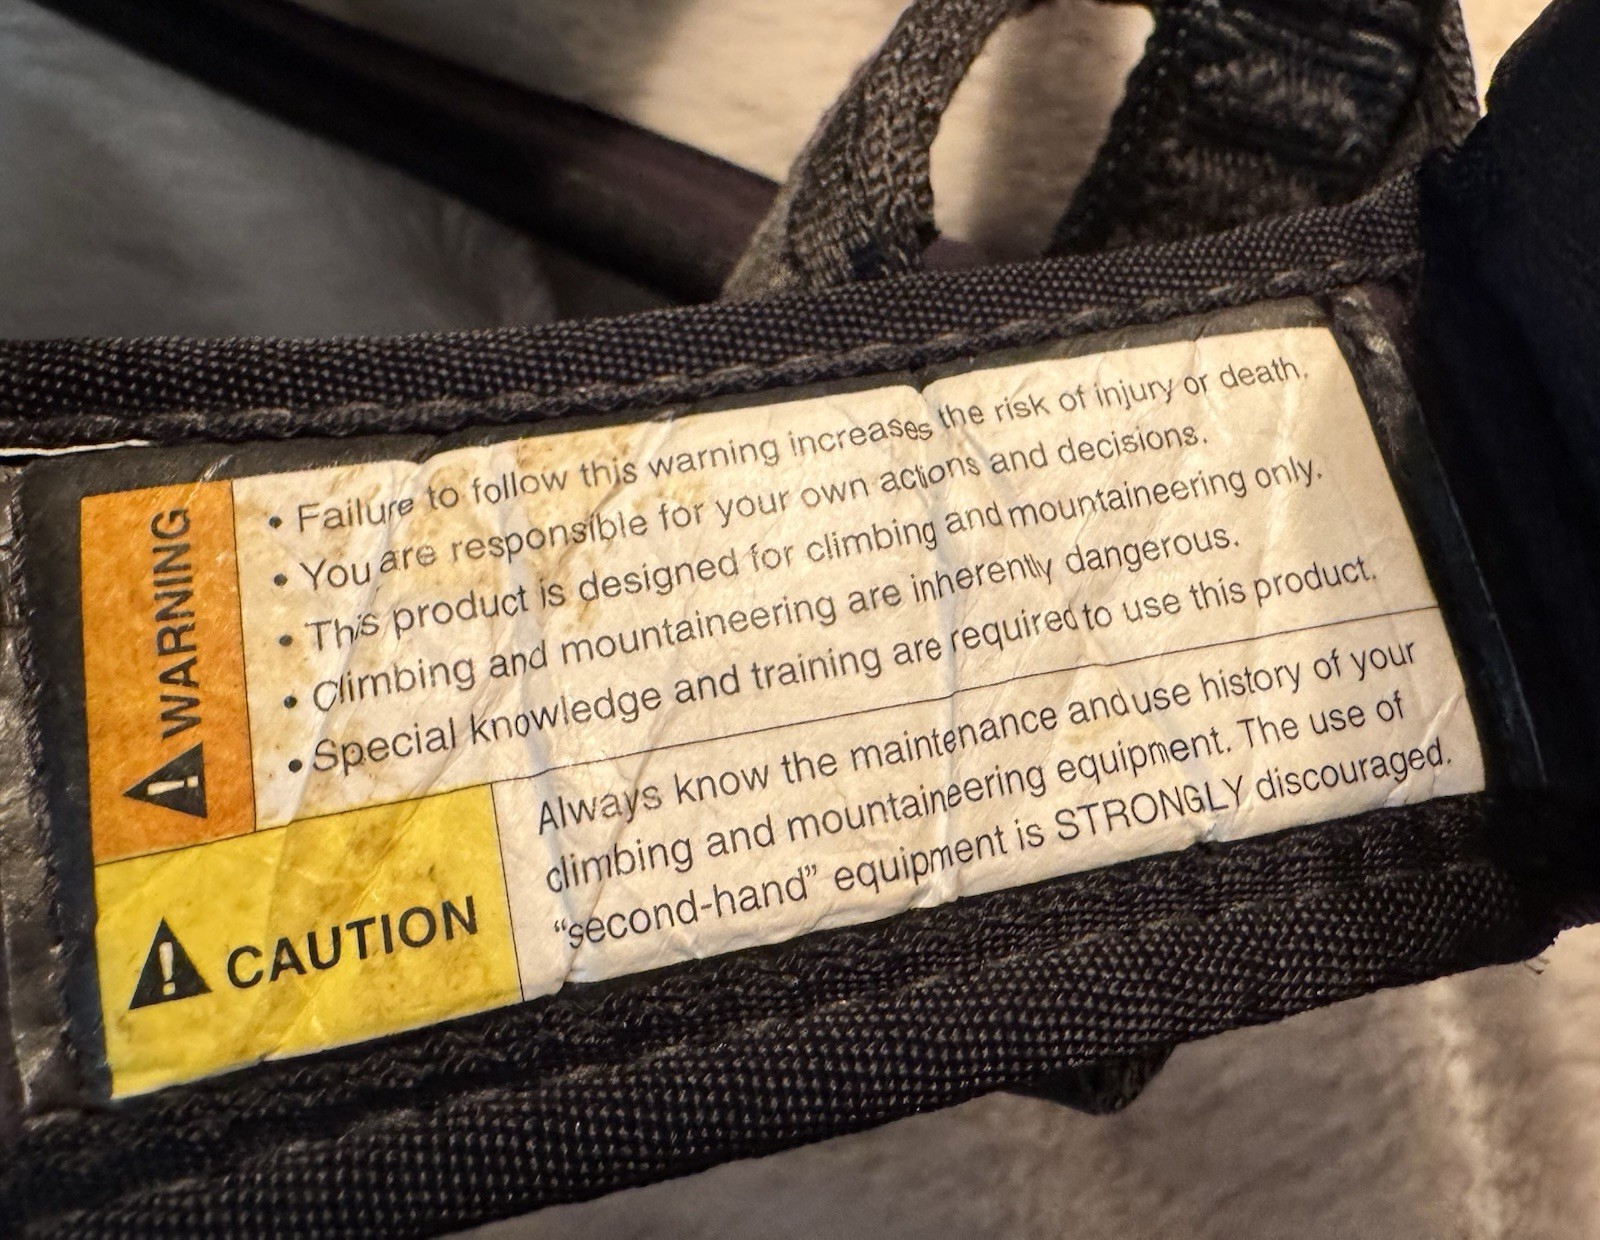 WARNING
• Failure to follow this warning increases the risk of injury or death.
• You are responsible for your own actions and decisions.
• This product is designed for climbing and mountaineering only.
• Climbing and mountaineering are inherently dangerous.
• Special knowledge and training are required to use this product.
CAUTION
Always know the maintenance and use history of your
climbing and mountaineering equipment. The use of
“second-hand” equipment is STRONGLY discouraged.